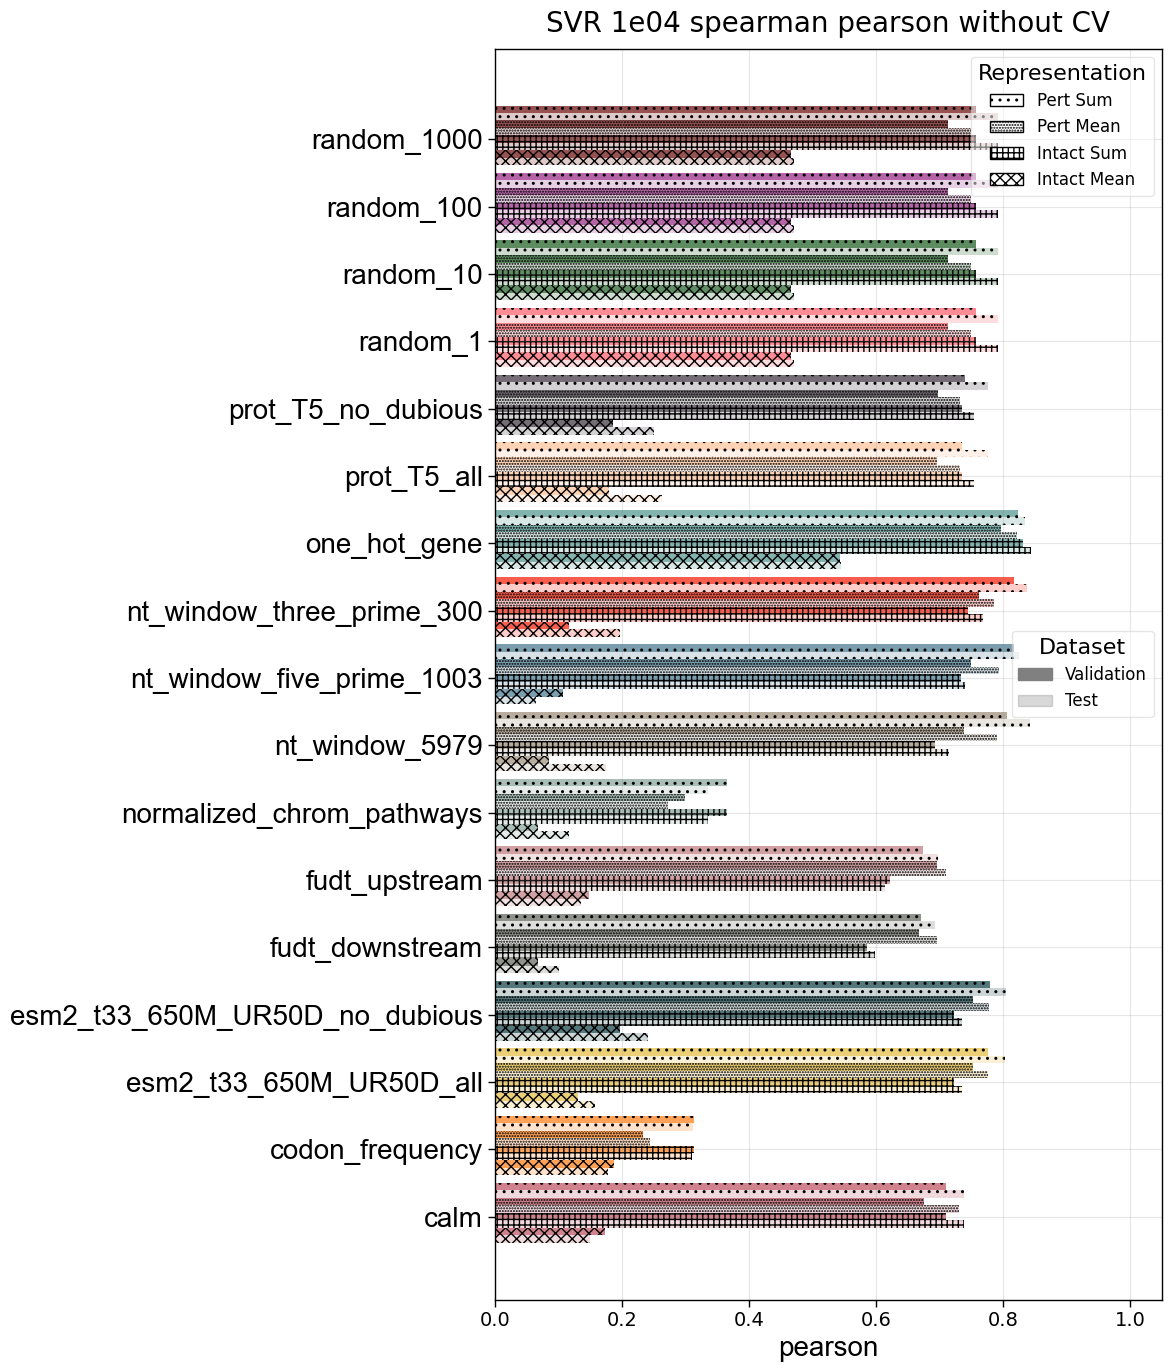 SVR 1e04 spearman pearson without CV
Representation
Pert Sum
Pert Mean
Intact Sum
Intact Mean
random_1000
random_100
random_10
random_1
prot_T5_no_dubious
prot_T5_all
one_hot_gene
nt_window_three_prime_300
nt_window_five_prime_1003
nt_window_5979
normalized_chrom_pathways
fudt_upstream
fudt_downstream
esm2_t33_650M_UR50D_no_dubious
esm2_t33_650M_UR50D_all
codon_frequency
calm
Dataset
Validation
Test
0.0 0.2 0.4 0.6 0.8 1.0
pearson